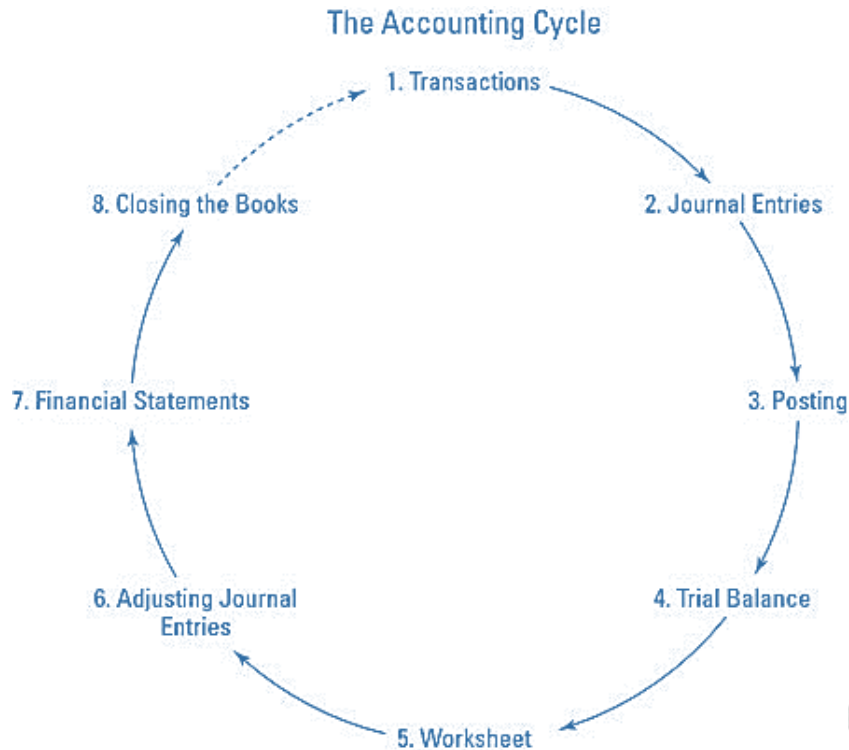 The Accounting Cycle
1. Transactions
2. Journal Entries
3. Posting
4. Trial Balance
5. Worksheet
6. Adjusting Journal
Entries
7. Financial Statements
8. Closing the Books